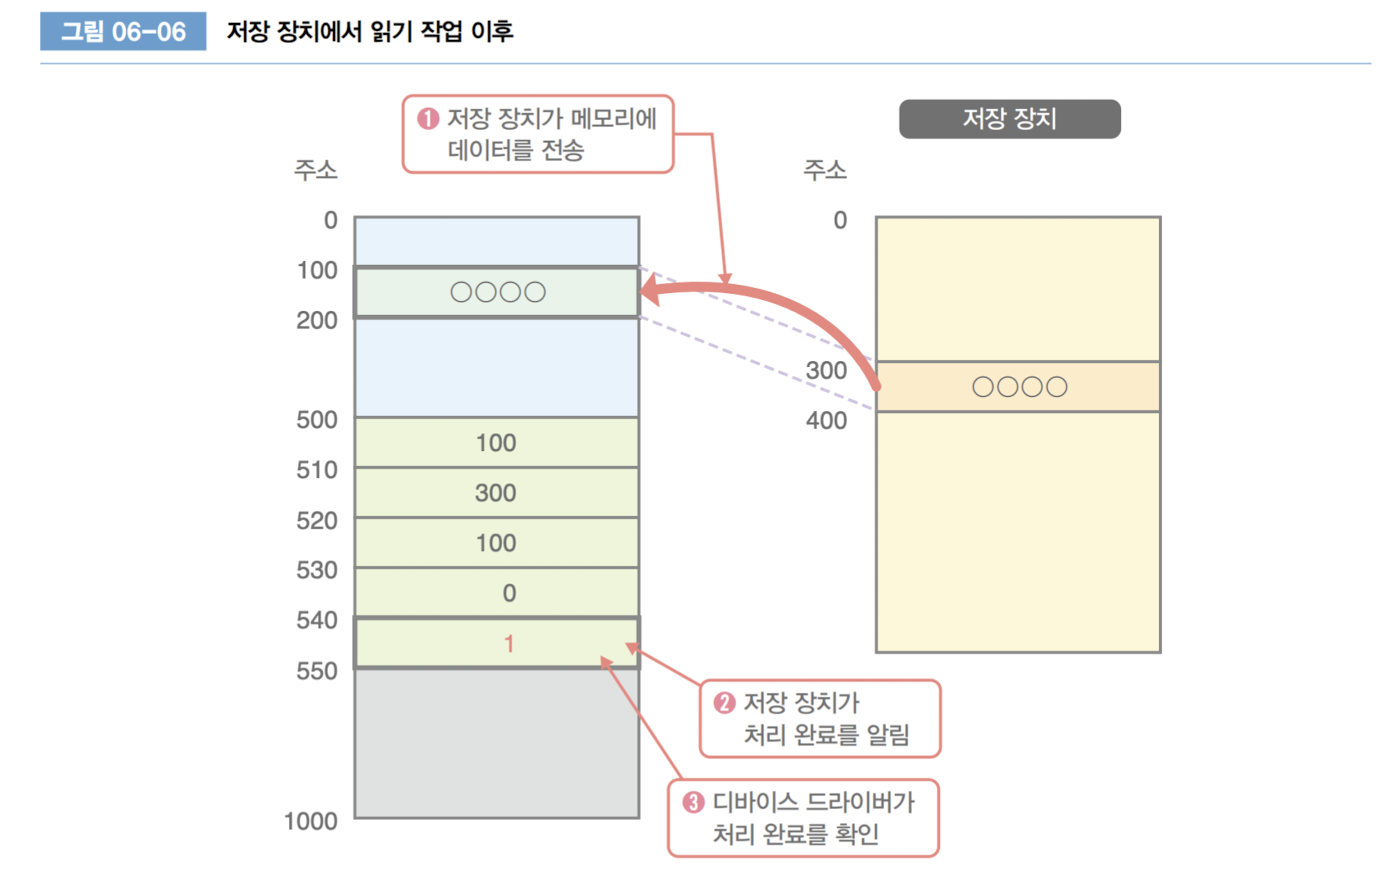 그림 06-06 저장 장치에서 읽기 작업 이후
❶ 저장 장치가 메모리에
데이터를 전송
저장 장치
주소
주소
0
100
○○○○
200
500
100
510
300
520
100
530
0
540
1
550
1000
0
300
○○○○
400
❷ 저장 장치가
처리 완료를 알림
❸ 디바이스 드라이버가
처리 완료를 확인